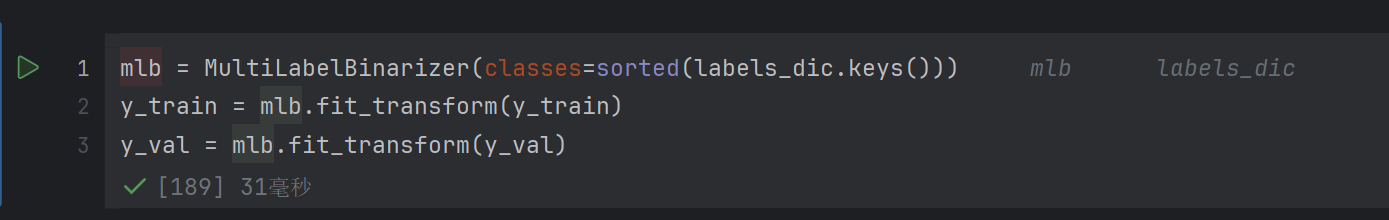 1 mlb = MultiLabelBinarizer(classes=sorted(labels_dic.keys())) mlb labels_dic
2 y_train = mlb.fit_transform(y_train)
3 y_val = mlb.fit_transform(y_val)
[189] 31毫秒